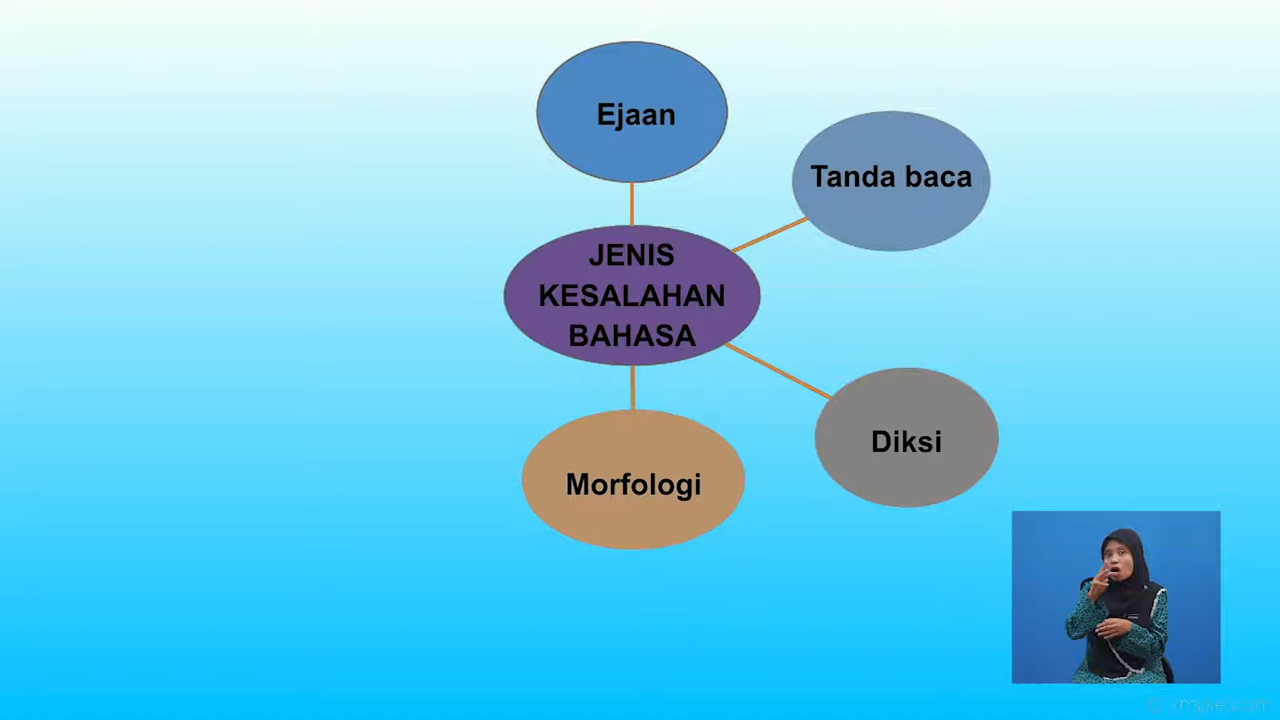 Ejaan
Tanda baca
JENIS
KESALAHAN
BAHASA
Diksi
Morfologi